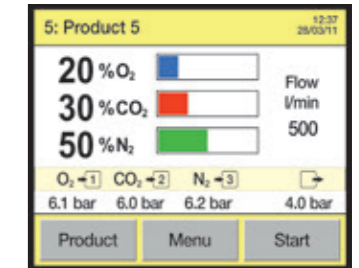 5: Product 5
12:37
28/03/11
20 %O₂
30 %CO₂
50 %N₂
Flow
l/min
500
O₂ 1 CO₂ 2 N₂ 3
6.1 bar 6.0 bar 6.2 bar 4.0 bar
Product Menu Start